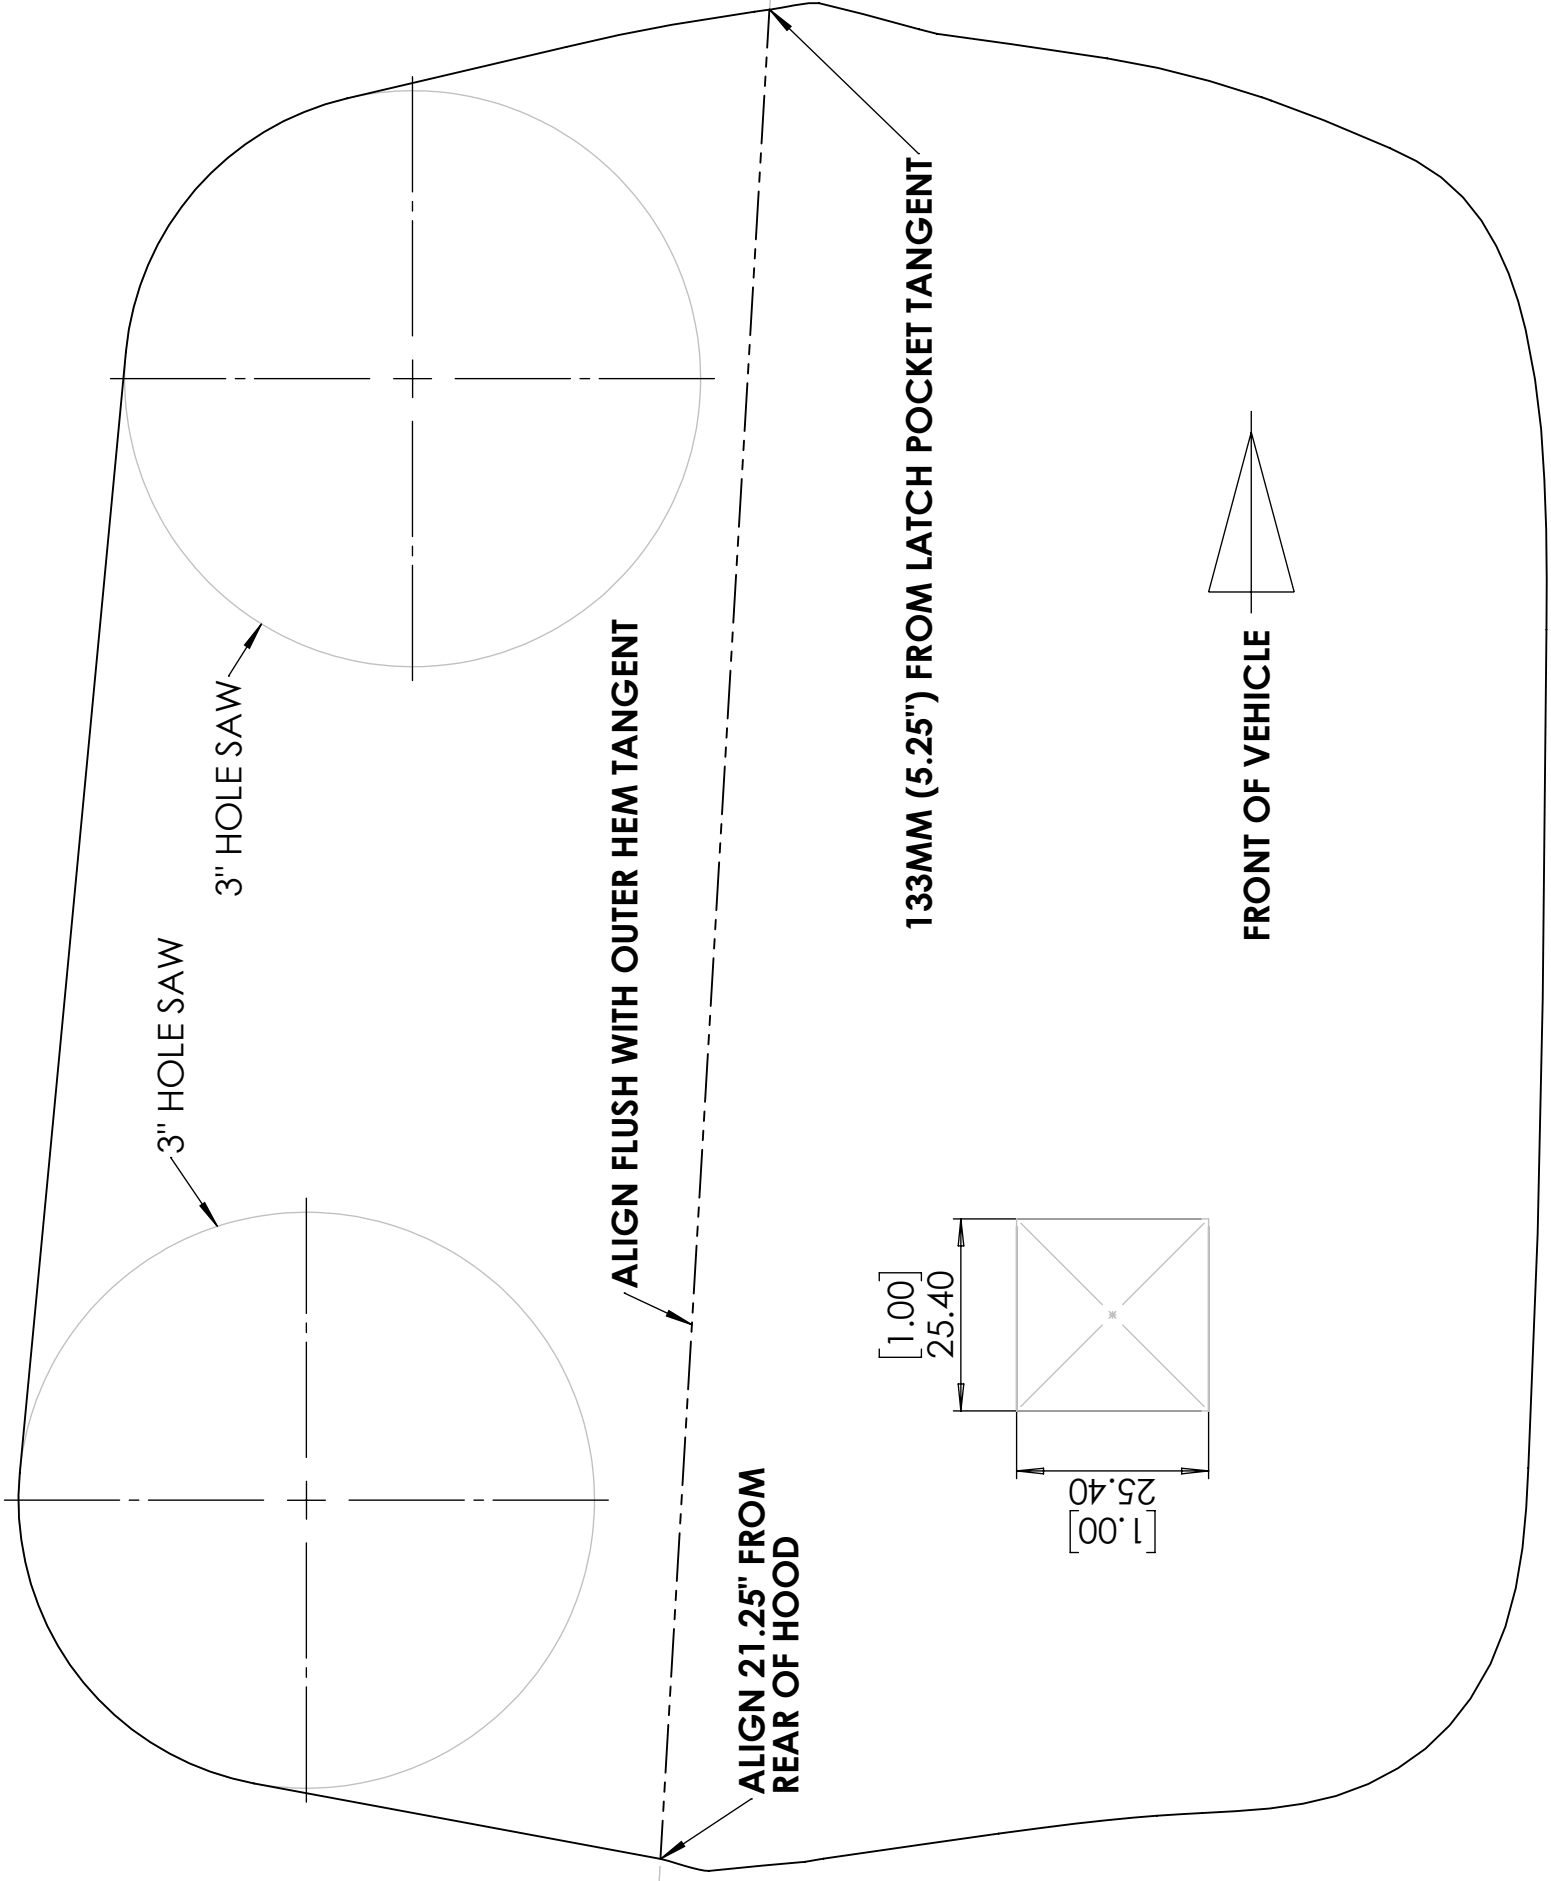 3" HOLE SAW
3" HOLE SAW
ALIGN FLUSH WITH OUTER HEM TANGENT
ALIGN 21.25" FROM
REAR OF HOOD
133MM (5.25") FROM LATCH POCKET TANGENT
[1.00]
25.40
25.40
[1.00]
FRONT OF VEHICLE